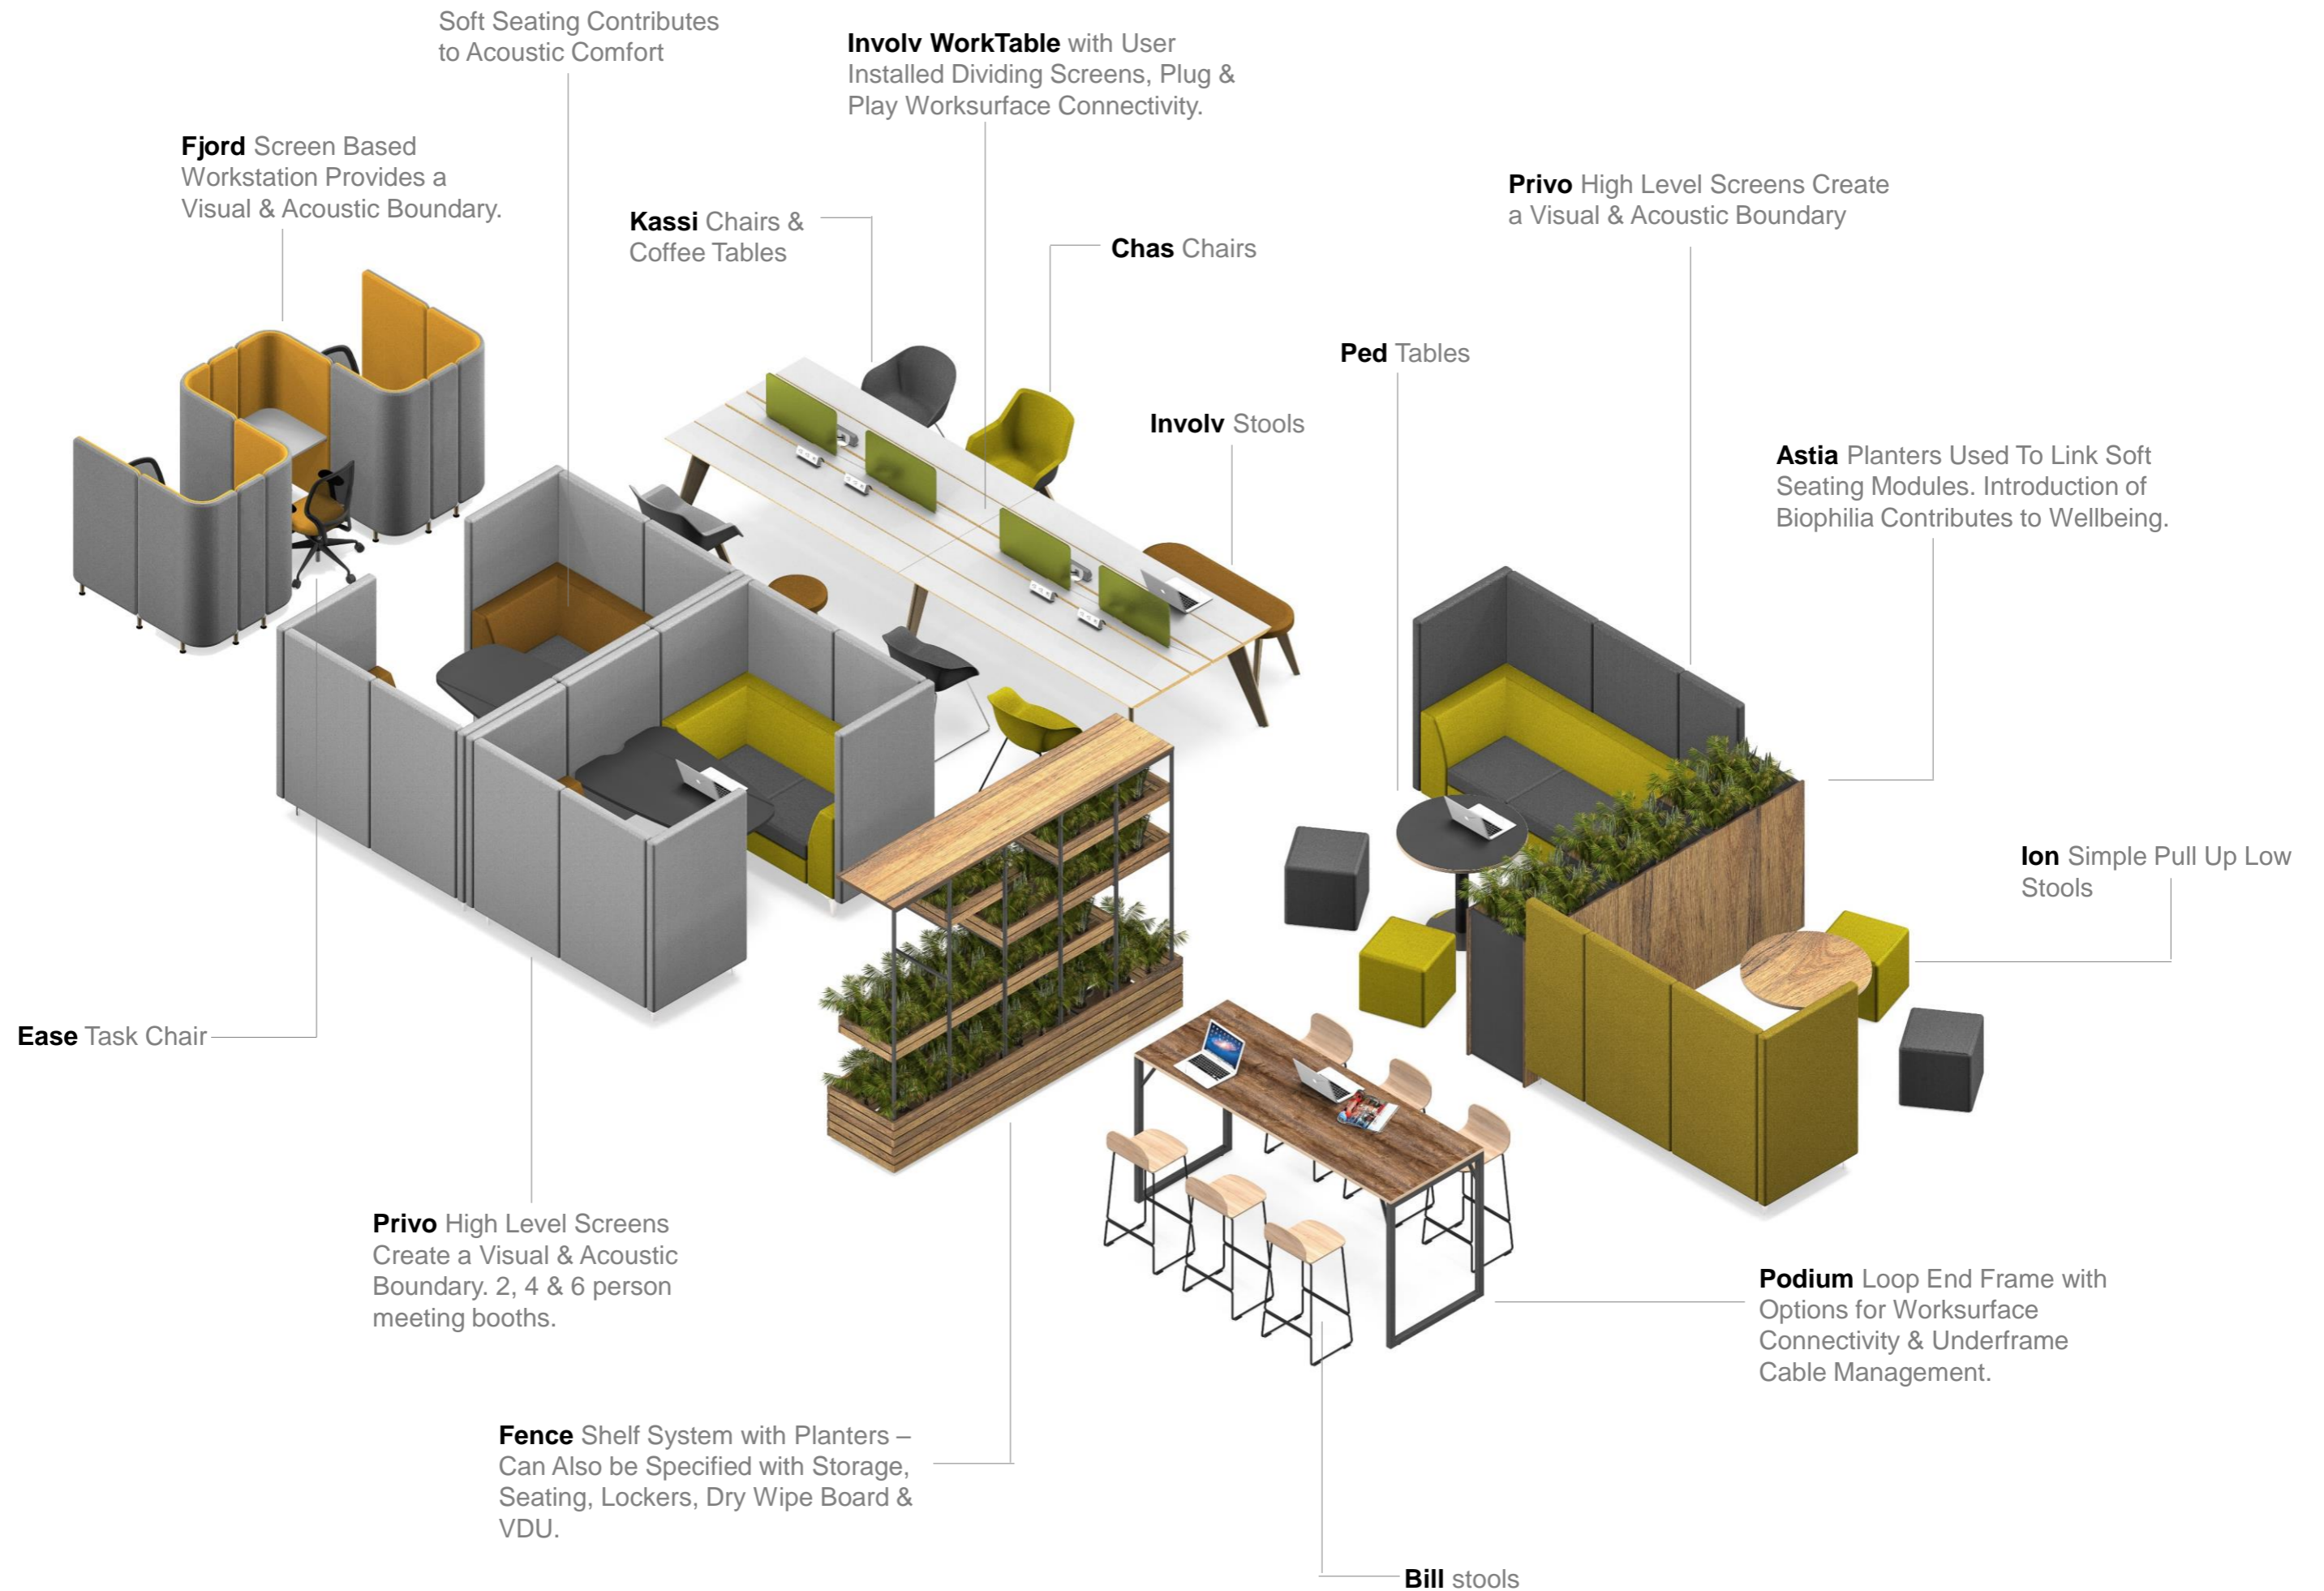 Soft Seating Contributes
to Acoustic Comfort
Involv WorkTable with User
Installed Dividing Screens, Plug &
Play Worksurface Connectivity.
Fjord Screen Based
Workstation Provides a
Visual & Acoustic Boundary.
Kassi Chairs &
Coffee Tables
Chas Chairs
Privo High Level Screens Create
a Visual & Acoustic Boundary
Ped Tables
Involv Stools
Astia Planters Used To Link Soft
Seating Modules. Introduction of
Biophilia Contributes to Wellbeing.
Ion Simple Pull Up Low
Stools
Ease Task Chair
Privo High Level Screens
Create a Visual & Acoustic
Boundary. 2, 4 & 6 person
meeting booths.
Podium Loop End Frame with
Options for Worksurface
Connectivity & Underframe
Cable Management.
Fence Shelf System with Planters –
Can Also be Specified with Storage,
Seating, Lockers, Dry Wipe Board &
VDU.
Bill stools